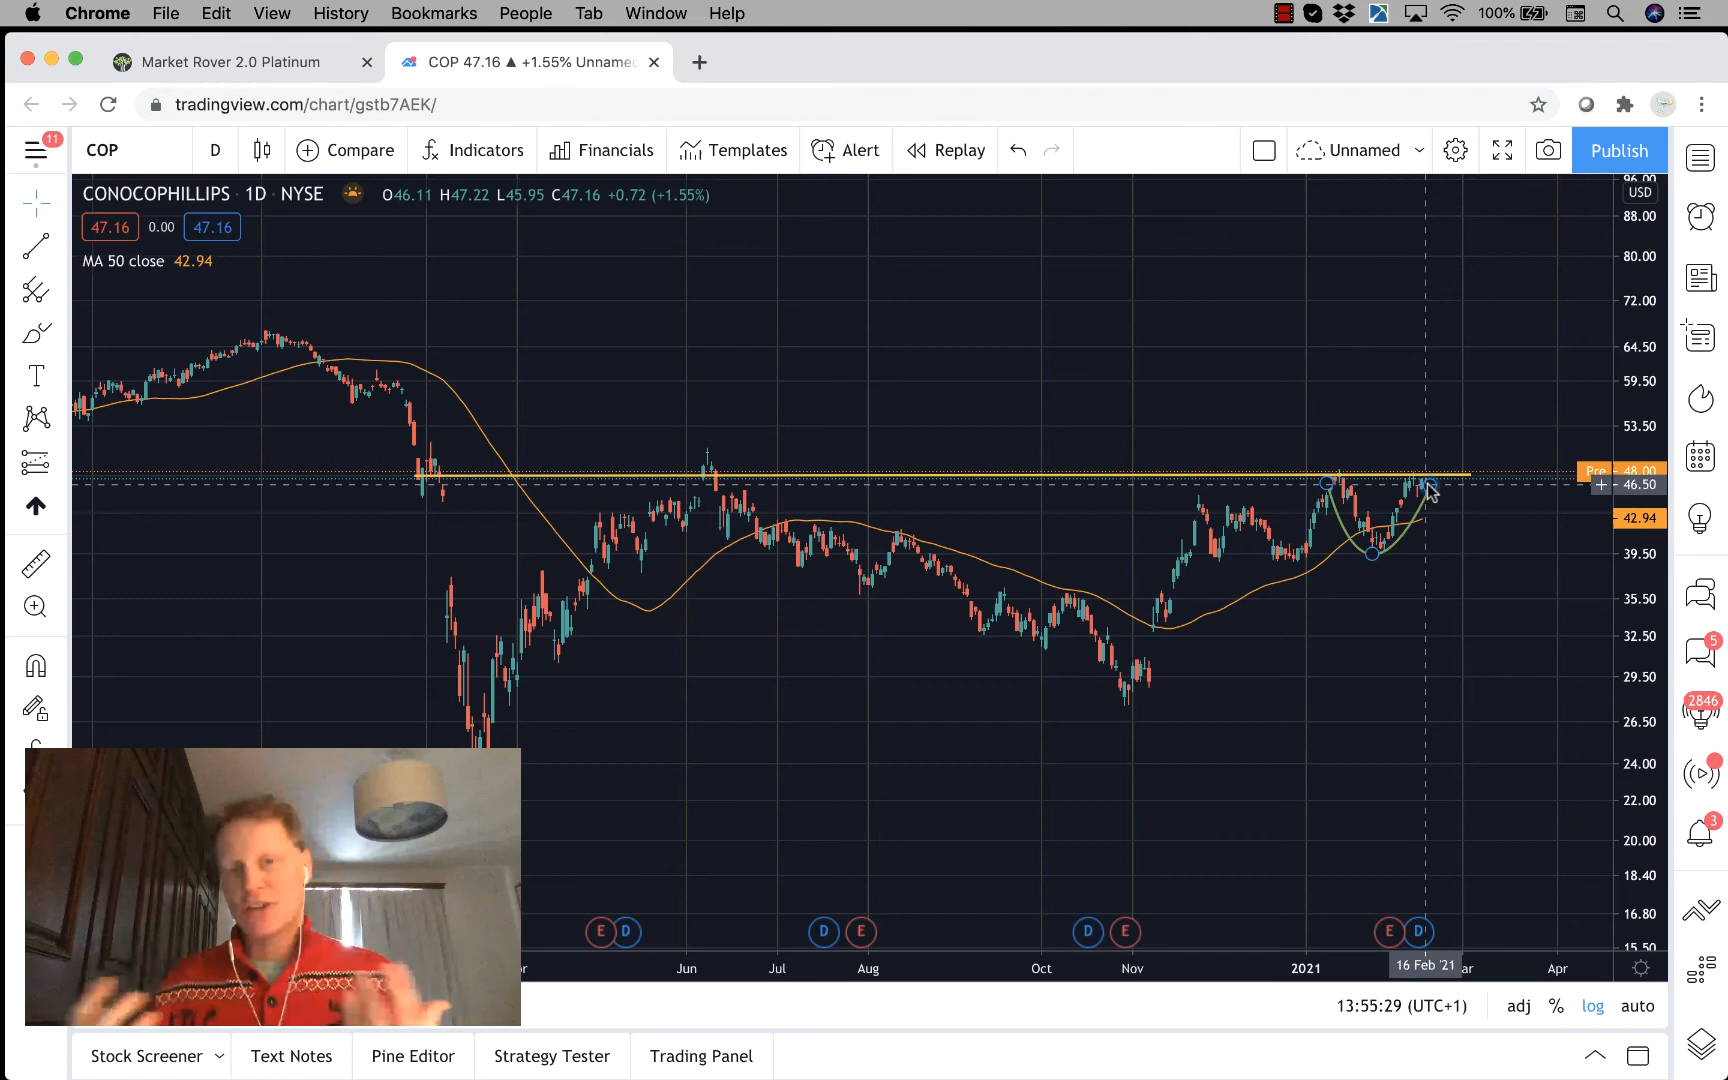 Chrome File Edit View History Bookmarks People Tab Window Help 100%
Market Rover 2.0 Platinum COP 47.16 ▲ +1.55% Unname
tradingview.com/chart/gstb7AEK/
11
COP D Compare Indicators Financials Templates Alert Replay Unnamed Publish
CONOCOPHILLIPS · 1D · NYSE O46.11 H47.22 L45.95 C47.16 +0.72 (+1.55%)
47.16 0.00 47.16
MA 50 close 42.94
96.00
USD
88.00
80.00
72.00
64.50
59.50
53.50
Pre 48.00
46.50
42.94
39.50
35.50
32.50
29.50
26.50
24.00
22.00
20.00
18.40
16.80
15.50
5
2846
3
E D D E D E E D
r Jun Jul Aug Oct Nov 2021 16 Feb '21 ar Apr
13:55:29 (UTC+1) adj % log auto
Stock Screener Text Notes Pine Editor Strategy Tester Trading Panel